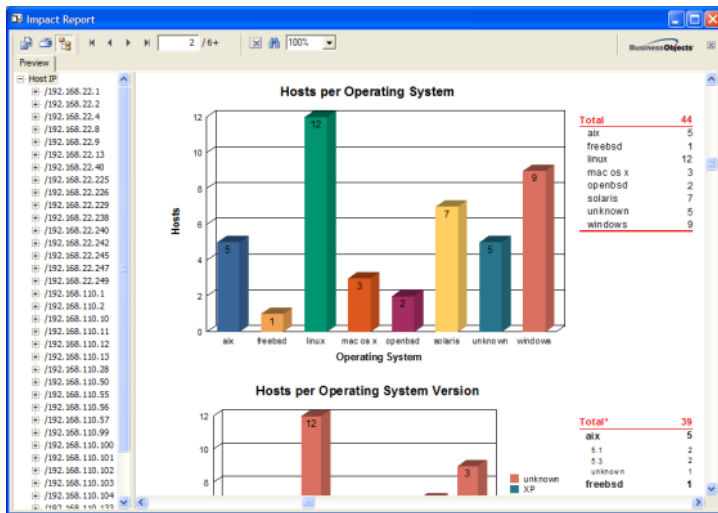 Impact Report
2 / 6+
100%
BusinessObjects
Preview
Host IP
/192.168.22.1
/192.168.22.2
/192.168.22.4
/192.168.22.8
/192.168.22.9
/192.168.22.13
/192.168.22.40
/192.168.22.225
/192.168.22.226
/192.168.22.229
/192.168.22.238
/192.168.22.240
/192.168.22.242
/192.168.22.245
/192.168.22.247
/192.168.22.249
/192.168.110.1
/192.168.110.2
/192.168.110.10
/192.168.110.11
/192.168.110.12
/192.168.110.13
/192.168.110.28
/192.168.110.50
/192.168.110.55
/192.168.110.56
/192.168.110.57
/192.168.110.99
/192.168.110.100
/192.168.110.101
/192.168.110.102
/192.168.110.103
/192.168.110.104
/192.168.110.133
Hosts per Operating System
Hosts
12
10
8
6
4
2
0
5
1
12
3
2
7
5
9
aix freebsd linux mac os x openbsd solaris unknown windows
Operating System
Total 44
aix 5
freebsd 1
linux 12
mac os x 3
openbsd 2
solaris 7
unknown 5
windows 9
Hosts per Operating System Version
12
10
8
12
3
unknown
XP
Total* 39
aix 5
5.1 2
5.3 2
unknown 1
freebsd 1